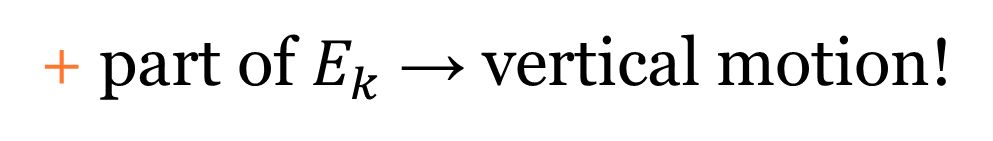 + part of E_k → vertical motion!